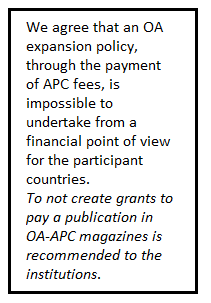 We agree that an OA
expansion policy,
through the payment
of APC fees, is
impossible to
undertake from a
financial point of view
for the participant
countries.
To not create grants to
pay a publication in
OA-APC magazines is
recommended to the
institutions.